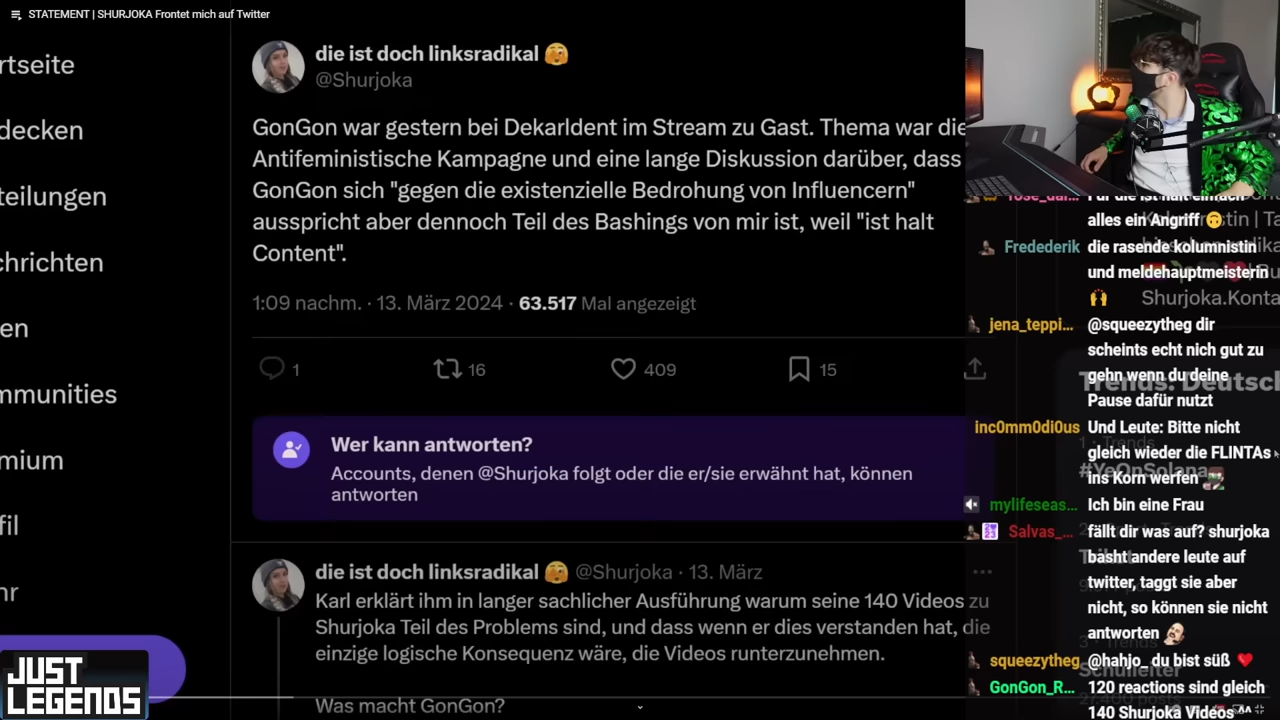 STATEMENT | SHURJOKA Frontet mich auf Twitter
rtseite
decken
teilungen
chrichten
en
mmunities
mium
fil
hr
JUST
LEGENDS
die ist doch linksradikal 🫣
@Shurjoka
GonGon war gestern bei Dekarldent im Stream zu Gast. Thema war die
Antifeministische Kampagne und eine lange Diskussion darüber, dass
GonGon sich "gegen die existenzielle Bedrohung von Influencern"
ausspricht aber dennoch Teil des Bashings von mir ist, weil "ist halt
Content".
1:09 nachm. · 13. März 2024 · 63.517 Mal angezeigt
1 16 409 15
Wer kann antworten?
Accounts, denen @Shurjoka folgt oder die er/sie erwähnt hat, können
antworten
die ist doch linksradikal 🫣 @Shurjoka · 13. März
Karl erklärt ihm in langer sachlicher Ausführung warum seine 140 Videos zu
Shurjoka Teil des Problems sind, und dass wenn er dies verstanden hat, die
einzige logische Konsequenz wäre, die Videos runterzunehmen.
Was macht GonGon?
alles ein Angriff 🙃
Frederik die rasende kolumnistin
und meldehauptmeisterin
🙌
Shurjoka.Konta
jena_teppi... @squeezytheg dir
scheints echt nich gut zu
gehn wenn du deine
Pause dafür nutzt
Trends: Deutsc
inc0mm0di0us Und Leute: Bitte nicht
gleich wieder die FLINTAs
ins Korn werfen
#YeOnSolana
mylifeseas... Ich bin eine Frau
Salvas_... fällt dir was auf? shurjoka
basht andere leute auf
twitter, taggt sie aber
nicht, so können sie nicht
antworten
squeezytheg @hahjo_ du bist süß ♥
Schulleiter
GonGon_R... 120 reactions sind gleich
140 Shurjoka Videos